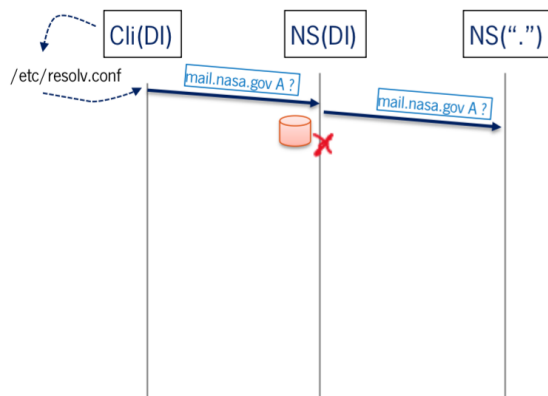 Cli(DI)
NS(DI)
NS(“.”)
/etc/resolv.conf
mail.nasa.gov A ?
mail.nasa.gov A ?